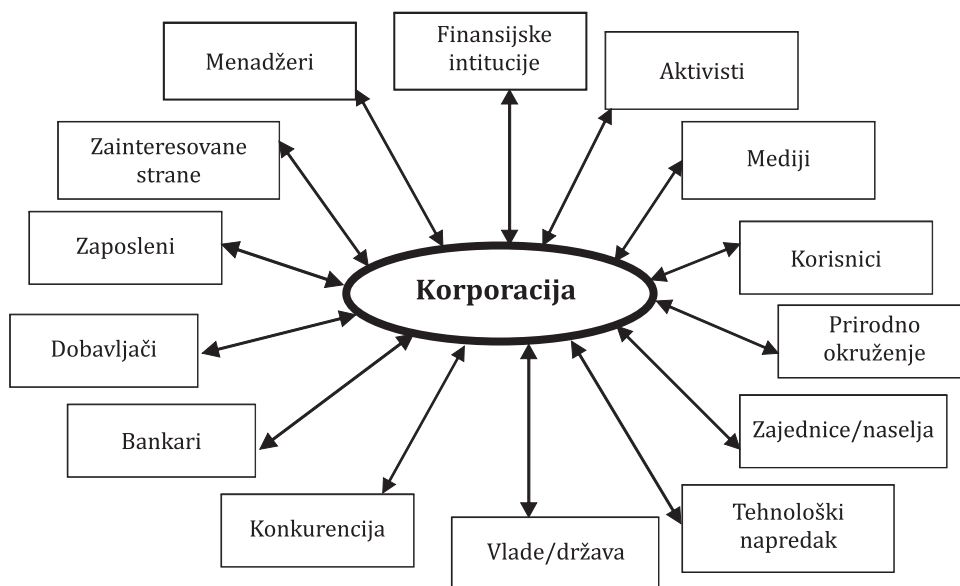 Finansijske
intitucije
Menadžeri
Aktivisti
Zainteresovane
strane
Mediji
Zaposleni
Korisnici
Korporacija
Dobavljači
Prirodno
okruženje
Bankari
Zajednice/naselja
Konkurencija
Vlade/država
Tehnološki
napredak